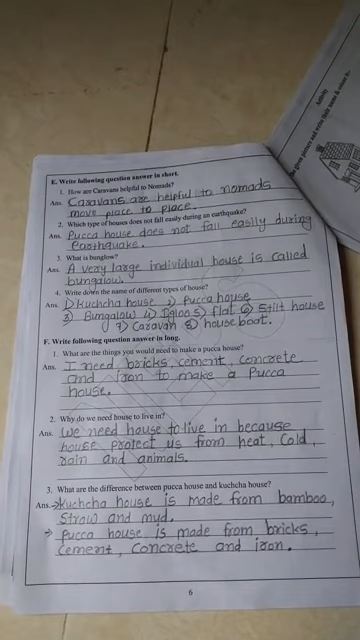 E. Write following question answer in short.
1. How are Caravans helpful to Nomads?
Ans. Caravans are helpful to nomads
move place to place.
2. Which type of houses does not fall easily during an earthquake?
Ans. Pucca house does not fall easily during
earthquake.
3. What is bunglow?
Ans. A very large individual house is called
bungalow.
4. Write down the name of different types of house?
Ans. 1) kuchcha house 2) Pucca house
3) Bungalow 4) Igloo 5) flat 6) Stilt house
7) Caravan 8) house boat.
F. Write following question answer in long.
1. What are the things you would need to make a pucca house?
Ans. I need bricks, cement, concrete
and iron to make a Pucca
house.
2. Why do we need house to live in?
Ans. We need house to live in because
house protect us from heat, cold,
rain and animals.
3. What are the difference between pucca house and kuchcha house?
Ans. → kuchcha house is made from bamboo,
straw and mud.
→ pucca house is made from bricks,
cement, concrete and iron.
6
Activity
given picture and write their name & colour